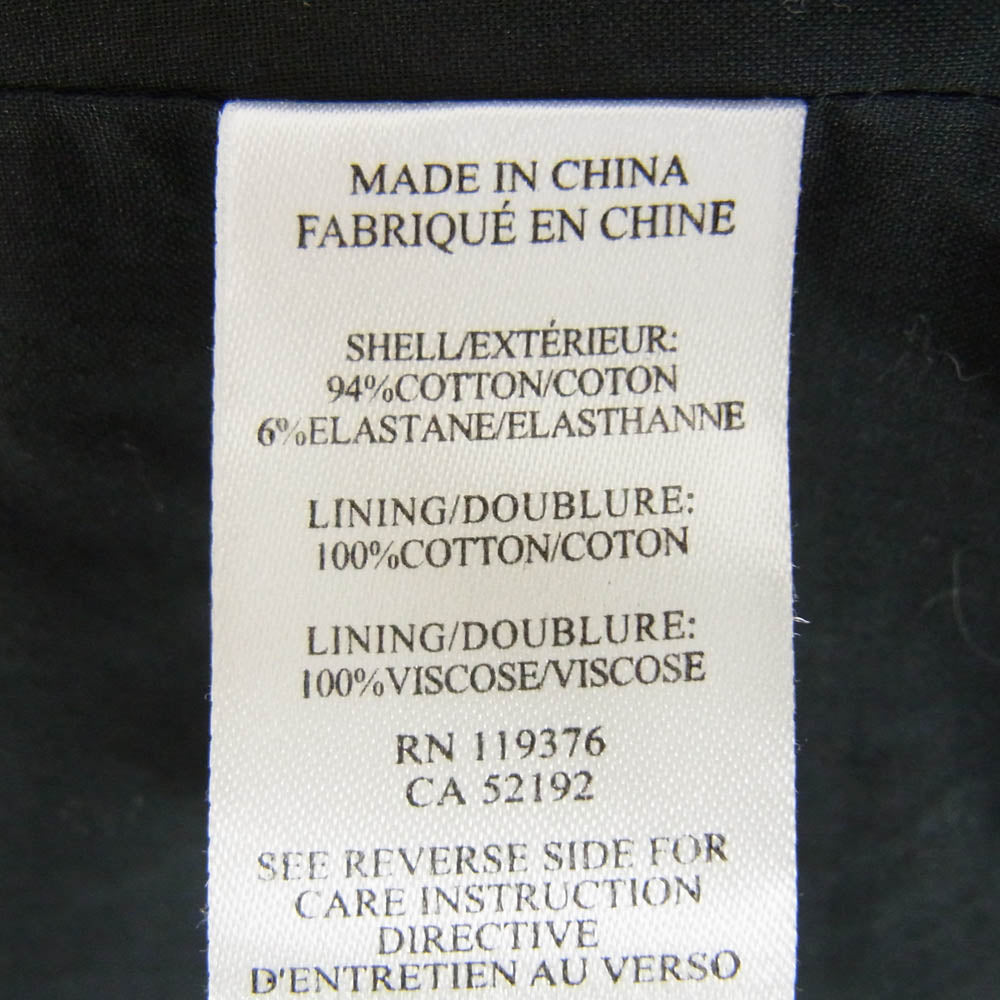 MADE IN CHINA
FABRIQUÉ EN CHINE
SHELL/EXTÉRIEUR:
94%COTTON/COTON
6%ELASTANE/ELASTHANNE
LINING/DOUBLURE:
100%COTTON/COTON
LINING/DOUBLURE:
100%VISCOSE/VISCOSE
RN 119376
CA 52192
SEE REVERSE SIDE FOR
CARE INSTRUCTION
DIRECTIVE
D'ENTRETIEN AU VERSO